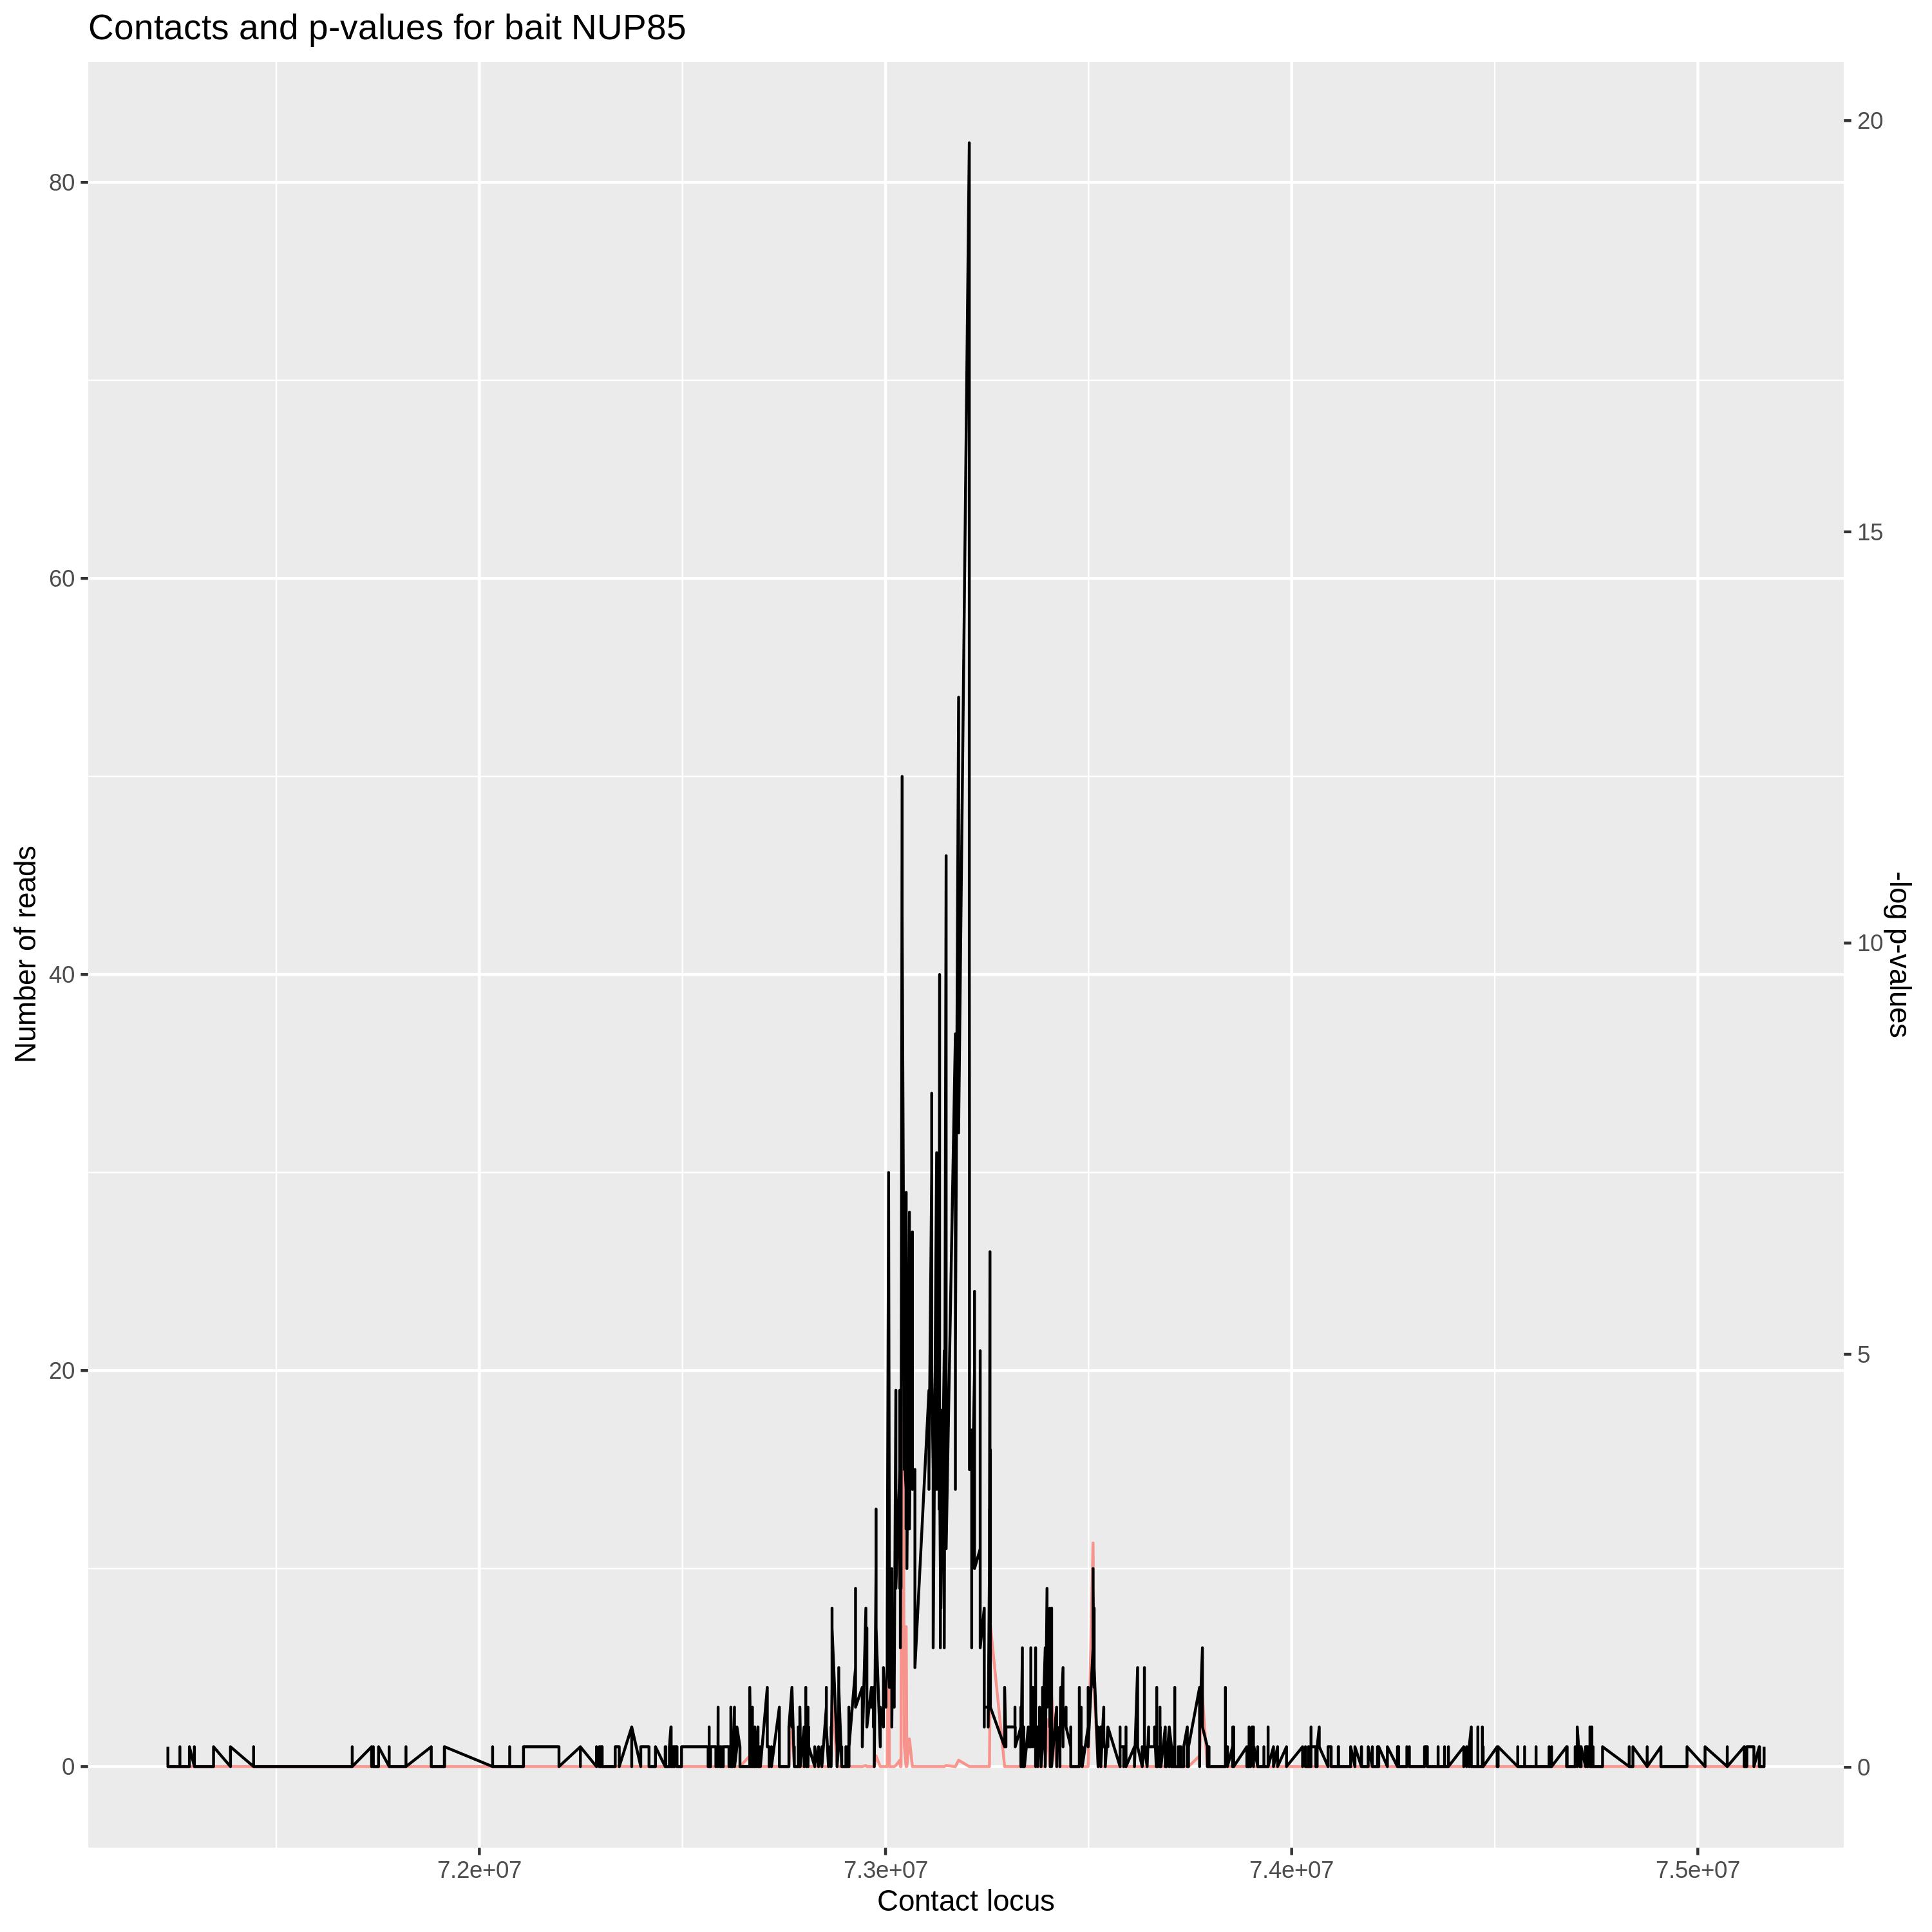 Contacts and p-values for bait NUP85
80
60
40
20
0
Number of reads
20
15
10
5
0
-log p-values
7.2e+07 7.3e+07 7.4e+07 7.5e+07
Contact locus